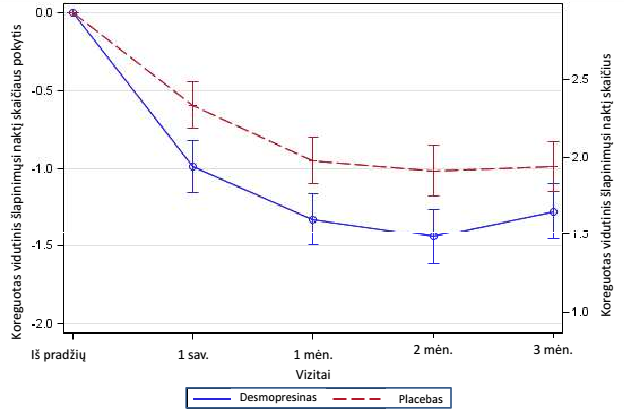 Koreguotas vidutinis šlapinimųsi naktį skaičiaus pokytis
0.0
-0.5
-1.0
-1.5
-2.0
2.5
2.0
1.5
1.0
Koreguotas vidutinis šlapinimųsi naktį skaičius
Iš pradžių 1 sav. 1 mėn. 2 mėn. 3 mėn.
Vizitai
Desmopresinas Placebas